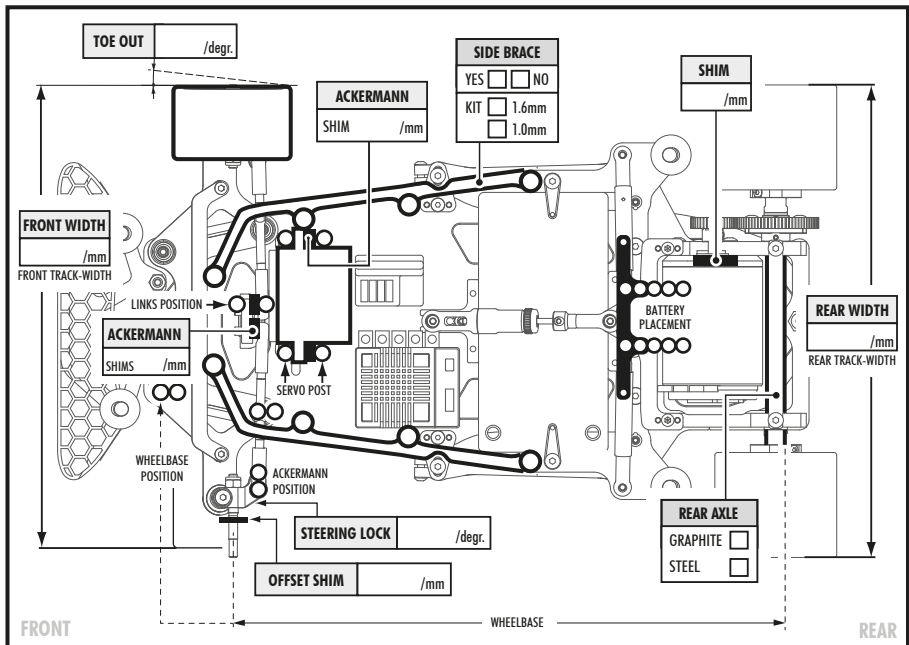 TOE OUT
/degr.
SIDE BRACE
YES NO
KIT 1.6mm
1.0mm
SHIM
/mm
ACKERMANN
SHIM /mm
FRONT WIDTH
/mm
FRONT TRACK-WIDTH
LINKS POSITION
ACKERMANN
SHIMS /mm
SERVO POST
BATTERY
PLACEMENT
REAR WIDTH
/mm
REAR TRACK-WIDTH
WHEELBASE
POSITION
ACKERMANN
POSITION
STEERING LOCK /degr.
OFFSET SHIM /mm
REAR AXLE
GRAPHITE
STEEL
WHEELBASE
FRONT
REAR